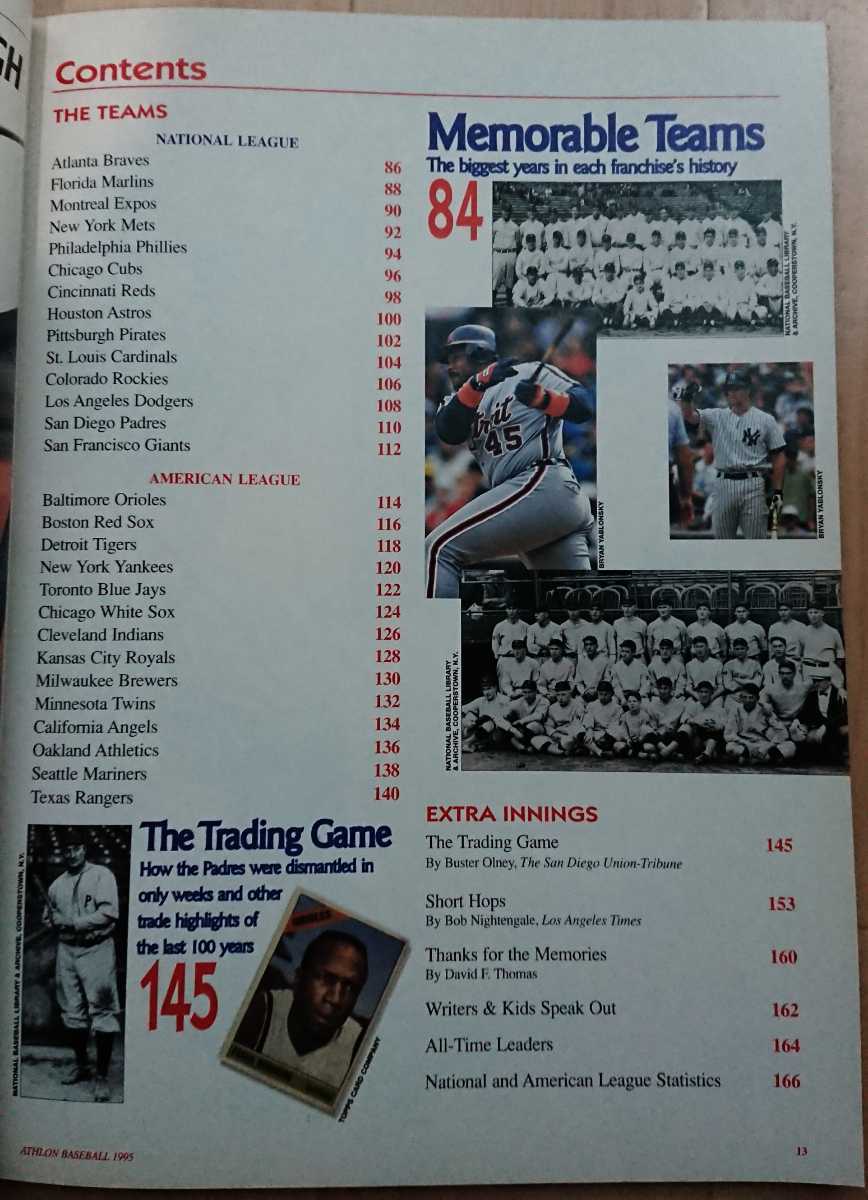 GH
Contents
THE TEAMS
NATIONAL LEAGUE
Atlanta Braves 86
Florida Marlins 88
Montreal Expos 90
New York Mets 92
Philadelphia Phillies 94
Chicago Cubs 96
Cincinnati Reds 98
Houston Astros 100
Pittsburgh Pirates 102
St. Louis Cardinals 104
Colorado Rockies 106
Los Angeles Dodgers 108
San Diego Padres 110
San Francisco Giants 112
AMERICAN LEAGUE
Baltimore Orioles 114
Boston Red Sox 116
Detroit Tigers 118
New York Yankees 120
Toronto Blue Jays 122
Chicago White Sox 124
Cleveland Indians 126
Kansas City Royals 128
Milwaukee Brewers 130
Minnesota Twins 132
California Angels 134
Oakland Athletics 136
Seattle Mariners 138
Texas Rangers 140
The Trading Game
How the Padres were dismantled in
only weeks and other
trade highlights of
the last 100 years
145
NATIONAL BASEBALL LIBRARY & ARCHIVE, COOPERSTOWN, N.Y.
P
ORIOLES
TOPPS CARD COMPANY
Memorable Teams
The biggest years in each franchise's history
84
NATIONAL BASEBALL LIBRARY
& ARCHIVE, COOPERSTOWN, N.Y.
troit
45
BRYAN YABLONSKY
NY
BRYAN YABLONSKY
NATIONAL BASEBALL LIBRARY
& ARCHIVE, COOPERSTOWN, N.Y.
EXTRA INNINGS
The Trading Game 145
By Buster Olney, The San Diego Union-Tribune
Short Hops 153
By Bob Nightengale, Los Angeles Times
Thanks for the Memories 160
By David F. Thomas
Writers & Kids Speak Out 162
All-Time Leaders 164
National and American League Statistics 166
ATHLON BASEBALL 1995
13